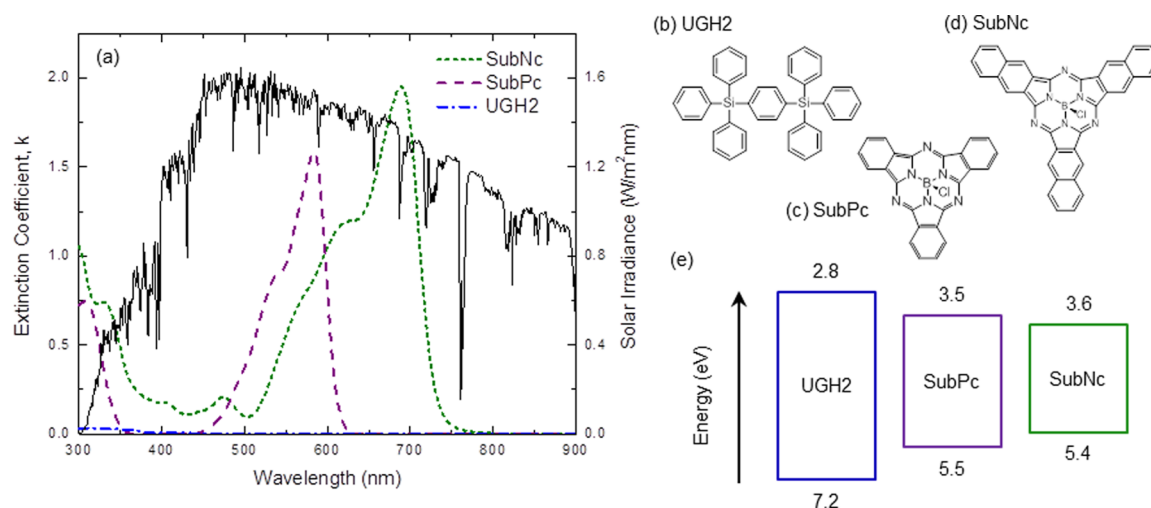 (a)
SubNc
SubPc
UGH2
Extinction Coefficient, k
2.0
1.5
1.0
0.5
0.0
300 400 500 600 700 800 900
Wavelength (nm)
1.6
1.2
0.8
0.4
0.0
Solar Irradiance (W/m²nm)
(b) UGH2
Si
Si
(c) SubPc
N
N
N
B
N
Cl
N
N
(d) SubNc
N
N
N
B
N
Cl
N
N
(e)
Energy (eV)
2.8
UGH2
7.2
3.5
SubPc
5.5
3.6
SubNc
5.4